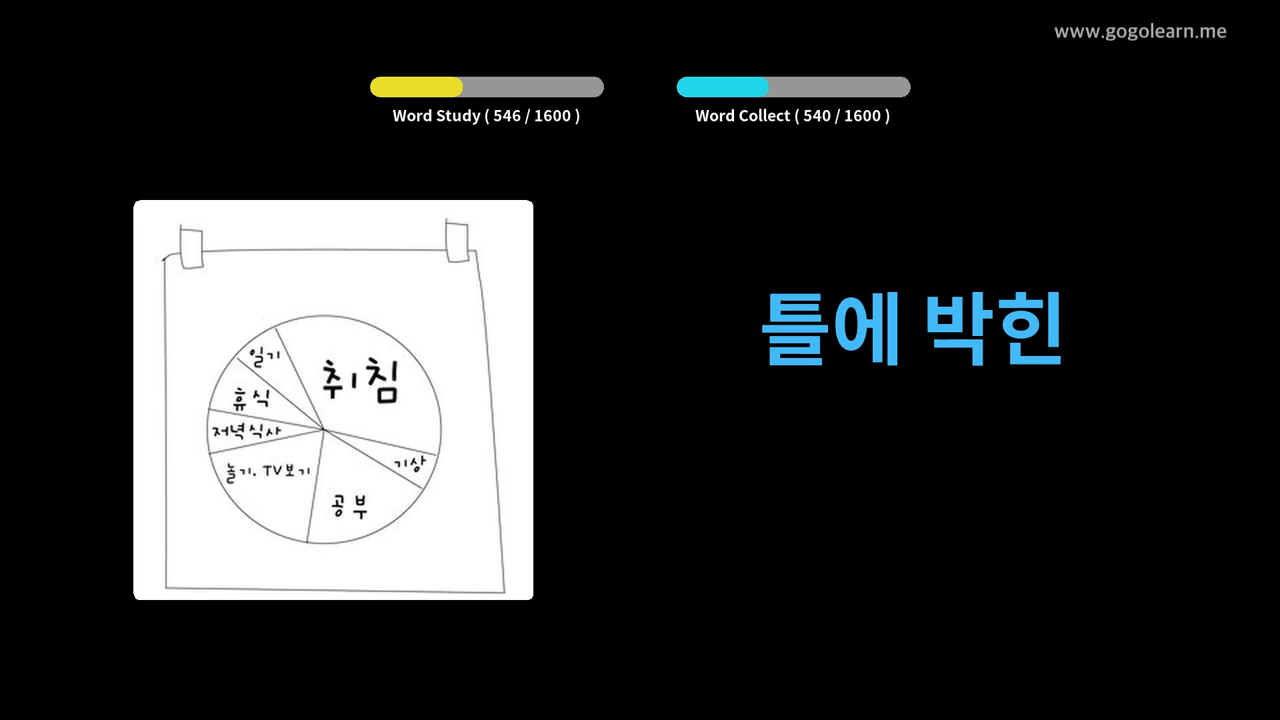 www.gogolearn.me
Word Study ( 546 / 1600 )
Word Collect ( 540 / 1600 )
틀에 박힌
일기
취침
휴식
저녁식사
기상
놀기. TV보기
공부